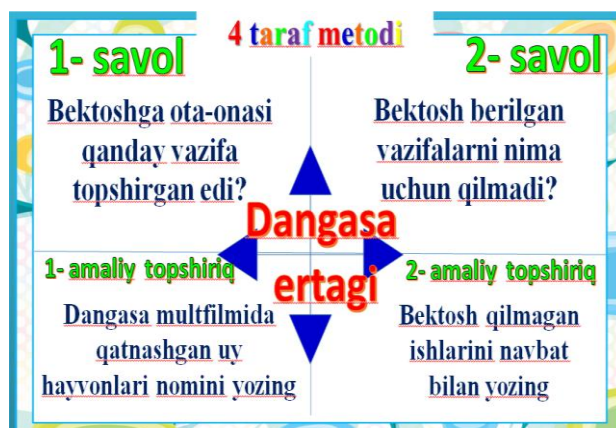 4 taraf metodi
1- savol
Bektoshga ota-onasi
qanday vazifa
topshirgan edi?
2- savol
Bektosh berilgan
vazifalarni nima
uchun qilmadi?
Dangasa
ertagi
1- amaliy topshiriq
Dangasa multfilmida
qatnashgan uy
hayvonlari nomini yozing
2- amaliy topshiriq
Bektosh qilmagan
ishlarini navbat
bilan yozing